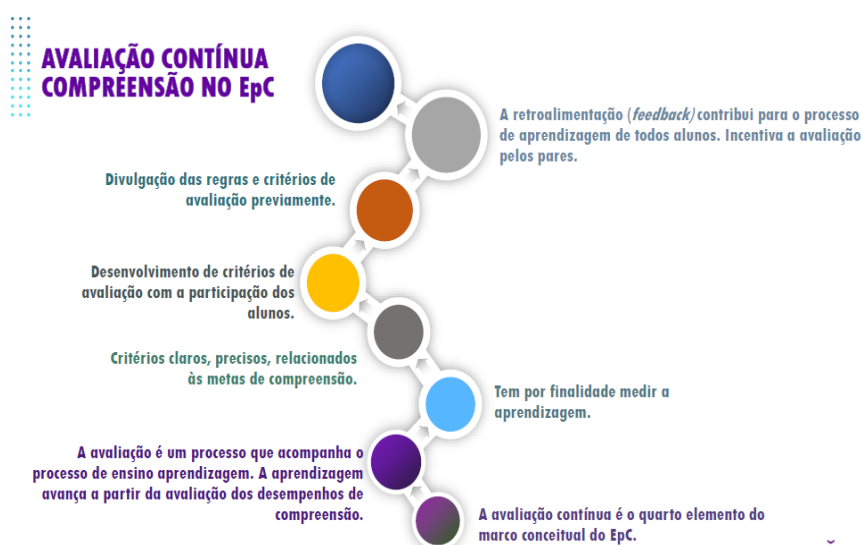 AVALIAÇÃO CONTÍNUA
COMPREENSÃO NO EpC
A retroalimentação (feedback) contribui para o processo
de aprendizagem de todos alunos. Incentiva a avaliação
pelos pares.
Divulgação das regras e critérios de
avaliação previamente.
Desenvolvimento de critérios de
avaliação com a participação dos
alunos.
Critérios claros, precisos, relacionados
às metas de compreensão.
Tem por finalidade medir a
aprendizagem.
A avaliação é um processo que acompanha o
processo de ensino aprendizagem. A aprendizagem
avança a partir da avaliação dos desempenhos de
compreensão.
A avaliação contínua é o quarto elemento do
marco conceitual do EpC.